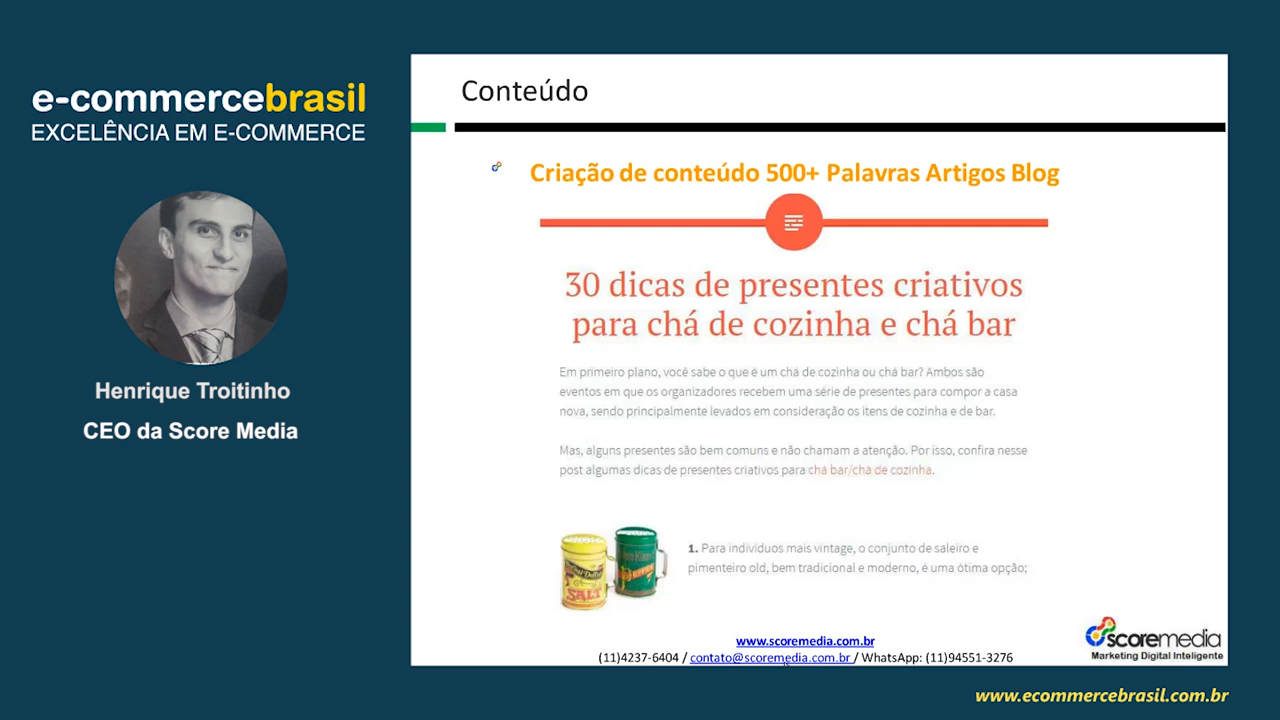 e-commercebrasil
EXCELÊNCIA EM E-COMMERCE
Henrique Troitinho
CEO da Score Media
Conteúdo
Criação de conteúdo 500+ Palavras Artigos Blog
30 dicas de presentes criativos
para chá de cozinha e chá bar
Em primeiro plano, você sabe o que é um chá de cozinha ou chá bar? Ambos são
eventos em que os organizadores recebem uma série de presentes para compor a casa
nova, sendo principalmente levados em consideração os itens de cozinha e de bar.
Mas, alguns presentes são bem comuns e não chamam a atenção. Por isso, confira nesse
post algumas dicas de presentes criativos para chá bar/chá de cozinha.
SALT
1. Para indivíduos mais vintage, o conjunto de saleiro e
pimenteiro old, bem tradicional e moderno, é uma ótima opção;
www.scoremedia.com.br
(11)4237-6404 / contato@scoremedia.com.br / WhatsApp: (11)94551-3276
scoremedia
Marketing Digital Inteligente
www.ecommercebrasil.com.br